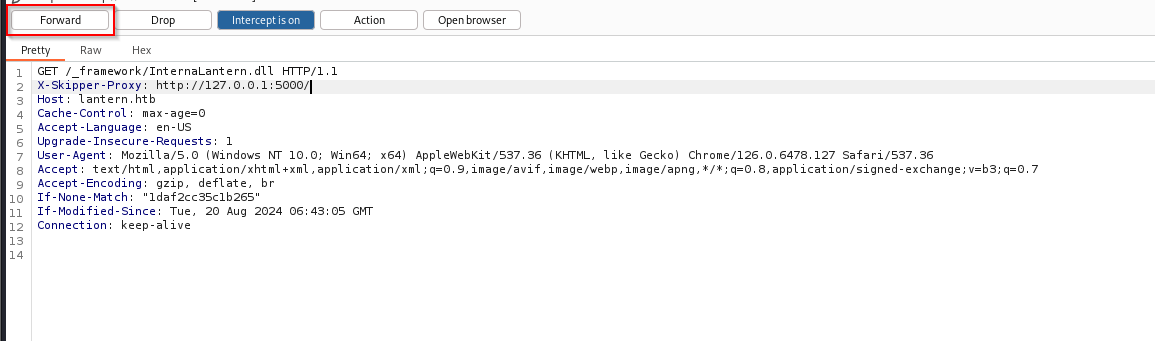 Forward Drop Intercept is on Action Open browser
Pretty Raw Hex
1 GET /_framework/InternaLantern.dll HTTP/1.1
2 X-Skipper-Proxy: http://127.0.0.1:5000/
3 Host: lantern.htb
4 Cache-Control: max-age=0
5 Accept-Language: en-US
6 Upgrade-Insecure-Requests: 1
7 User-Agent: Mozilla/5.0 (Windows NT 10.0; Win64; x64) AppleWebKit/537.36 (KHTML, like Gecko) Chrome/126.0.6478.127 Safari/537.36
8 Accept: text/html,application/xhtml+xml,application/xml;q=0.9,image/avif,image/webp,image/apng,*/*;q=0.8,application/signed-exchange;v=b3;q=0.7
9 Accept-Encoding: gzip, deflate, br
10 If-None-Match: "1daf2cc35c1b265"
11 If-Modified-Since: Tue, 20 Aug 2024 06:43:05 GMT
12 Connection: keep-alive
13
14